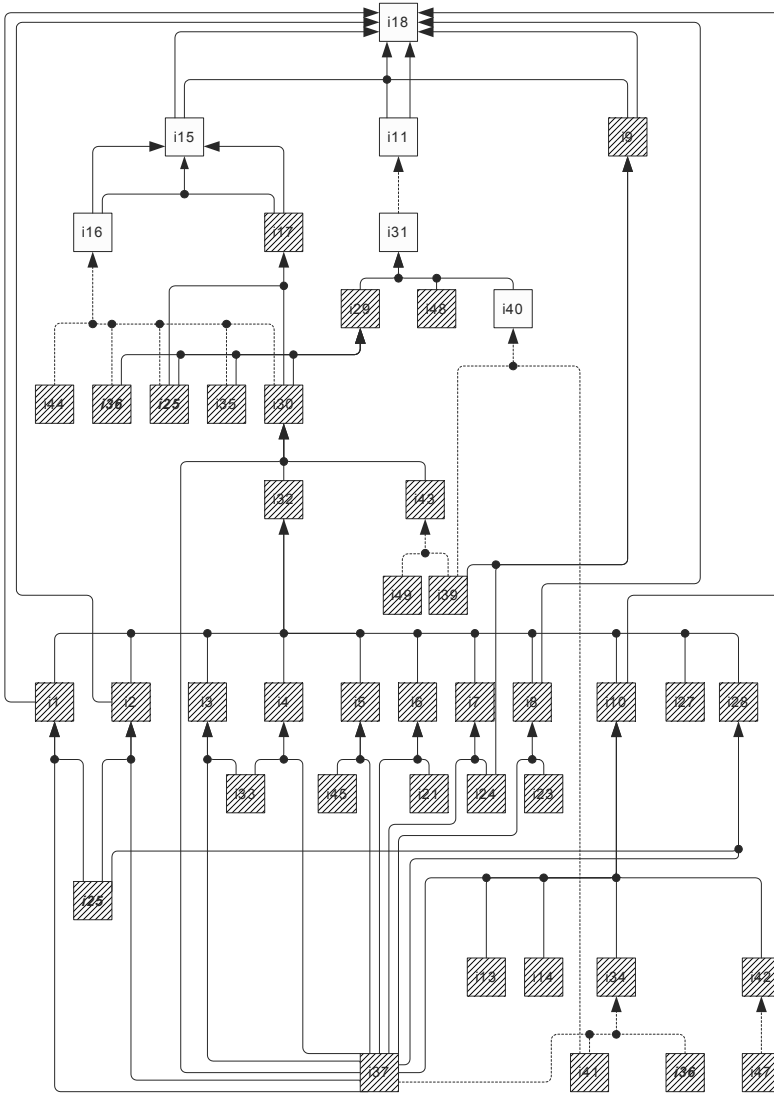 i18
i15 i11 i9
i16 i17 i31
i29 i48 i40
i44 i36 i25 i35 i30
i32 i43
i49 i39
i1 i2 i3 i4 i5 i6 i7 i8 i10 i27 i28
i33 i45 i21 i24 i23
i25
i13 i14 i34 i42
i37 i41 i36 i47